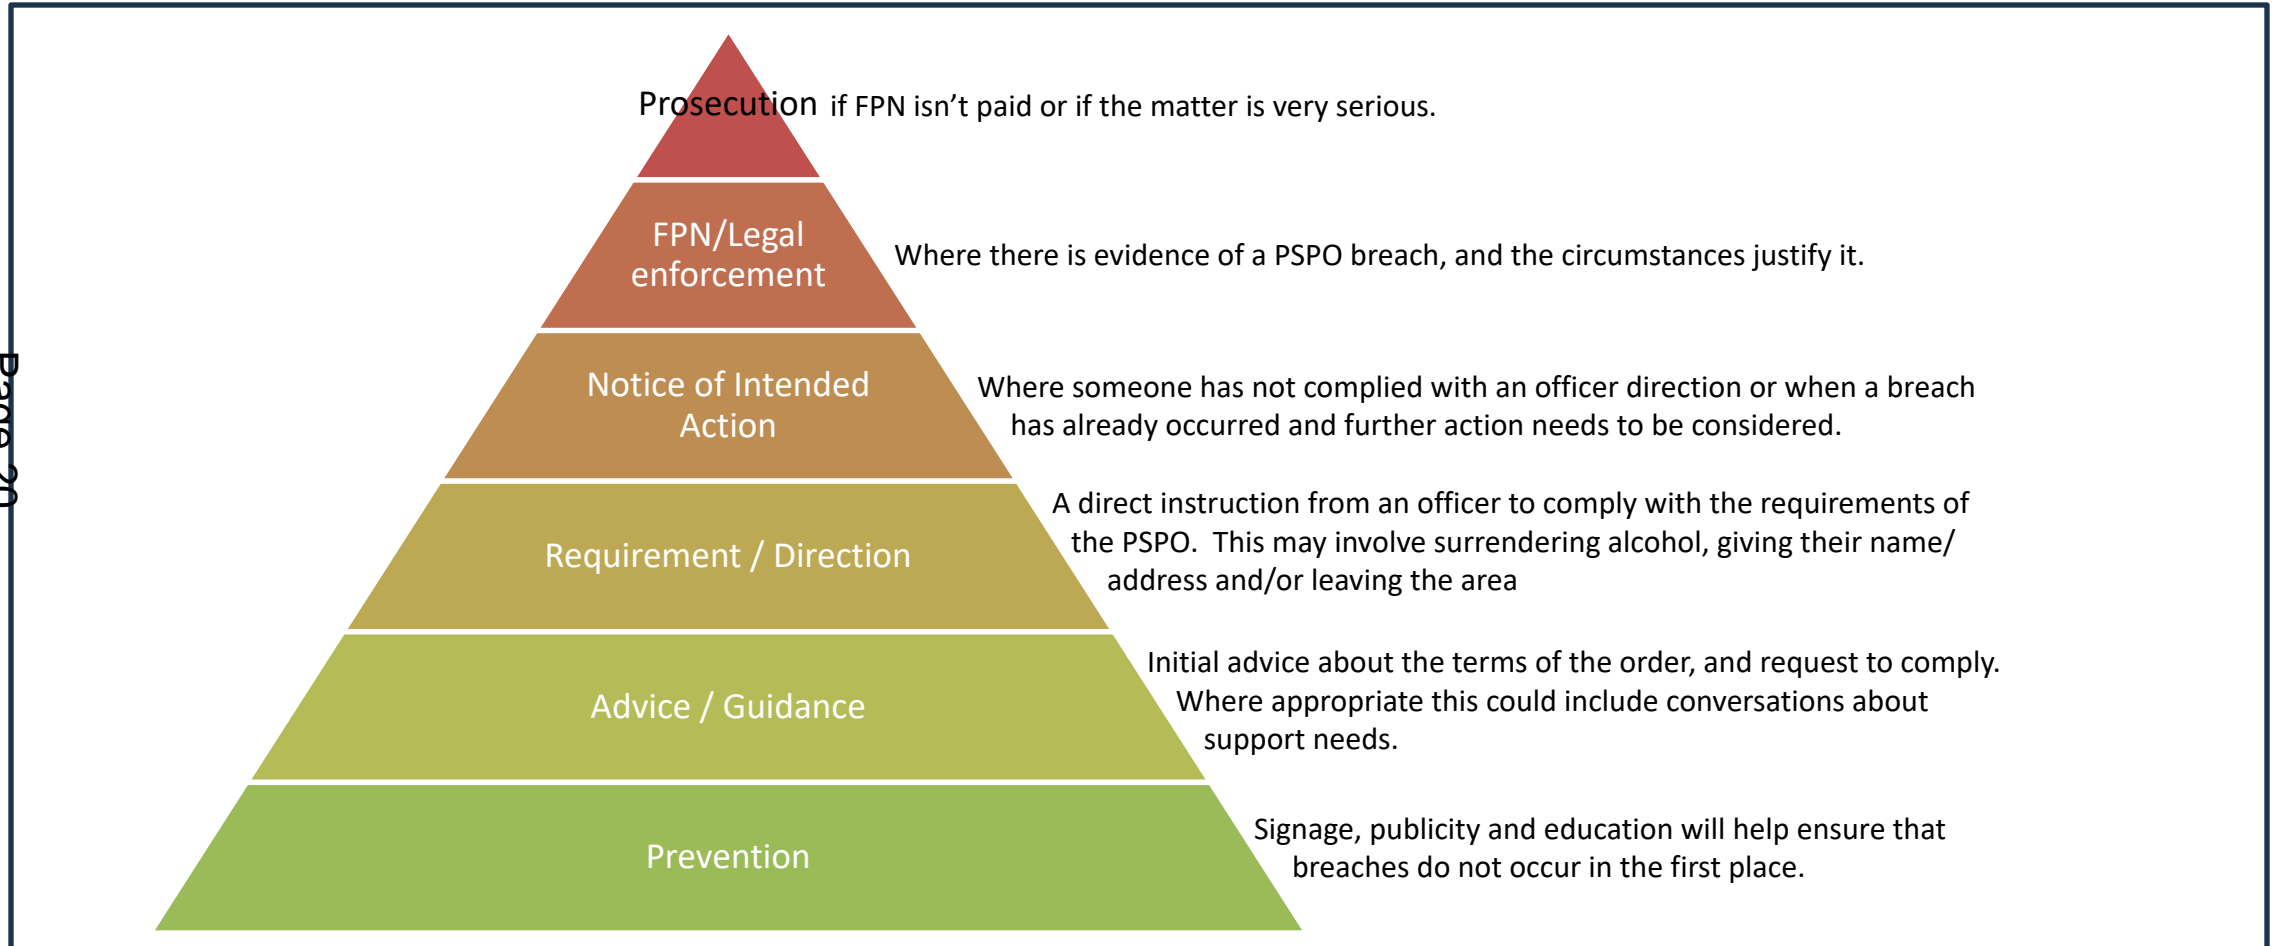 Prosecution if FPN isn’t paid or if the matter is very serious.
FPN/Legal
enforcement
Where there is evidence of a PSPO breach, and the circumstances justify it.
Notice of Intended
Action
Where someone has not complied with an officer direction or when a breach
has already occurred and further action needs to be considered.
Requirement / Direction
A direct instruction from an officer to comply with the requirements of
the PSPO.  This may involve surrendering alcohol, giving their name/
address and/or leaving the area
Advice / Guidance
Initial advice about the terms of the order, and request to comply.
Where appropriate this could include conversations about
support needs.
Prevention
Signage, publicity and education will help ensure that
breaches do not occur in the first place.
Page 20